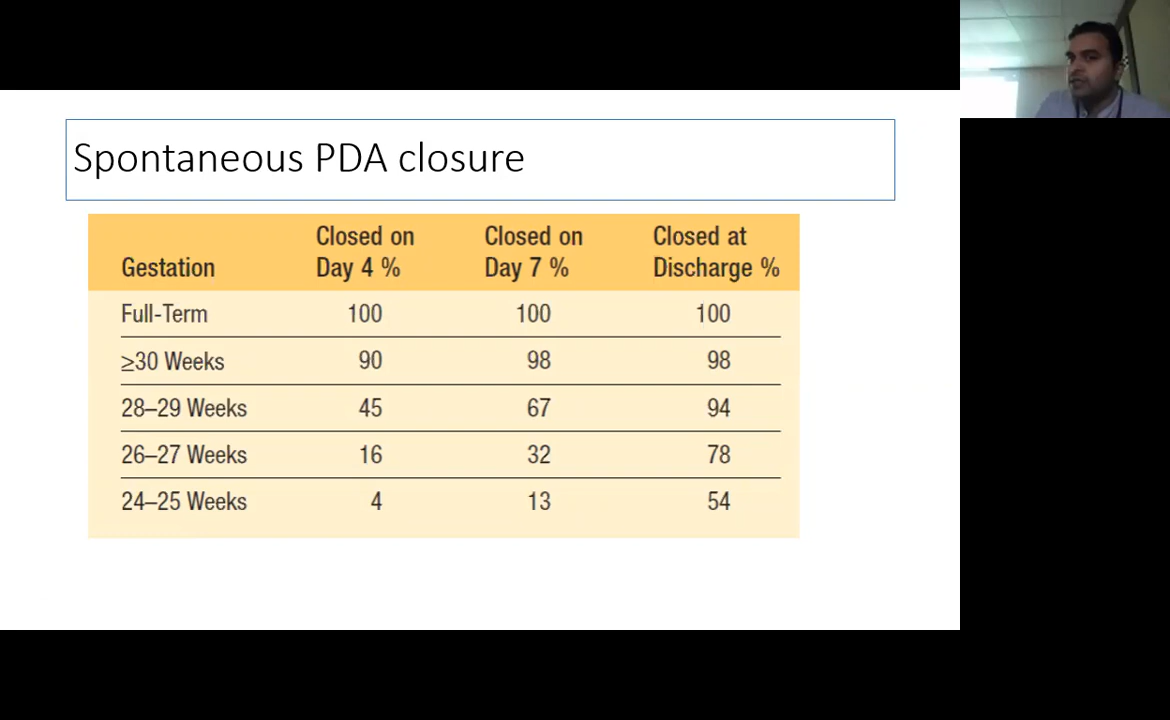 Spontaneous PDA closure
Gestation Closed on Day 4 % Closed on Day 7 % Closed at Discharge %
Full-Term 100 100 100
≥30 Weeks 90 98 98
28–29 Weeks 45 67 94
26–27 Weeks 16 32 78
24–25 Weeks 4 13 54